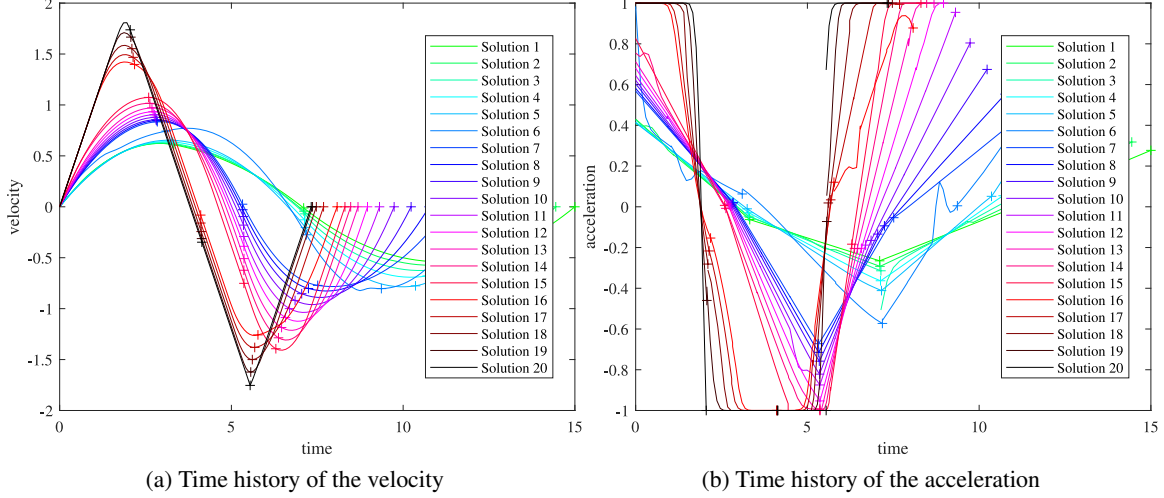 2
1.5
1
0.5
0
-0.5
-1
-1.5
-2
velocity
0
5
10
15
time
Solution 1
Solution 2
Solution 3
Solution 4
Solution 5
Solution 6
Solution 7
Solution 8
Solution 9
Solution 10
Solution 11
Solution 12
Solution 13
Solution 14
Solution 15
Solution 16
Solution 17
Solution 18
Solution 19
Solution 20
(a) Time history of the velocity
1
0.8
0.6
0.4
0.2
0
-0.2
-0.4
-0.6
-0.8
-1
acceleration
0
5
10
15
time
Solution 1
Solution 2
Solution 3
Solution 4
Solution 5
Solution 6
Solution 7
Solution 8
Solution 9
Solution 10
Solution 11
Solution 12
Solution 13
Solution 14
Solution 15
Solution 16
Solution 17
Solution 18
Solution 19
Solution 20
(b) Time history of the acceleration